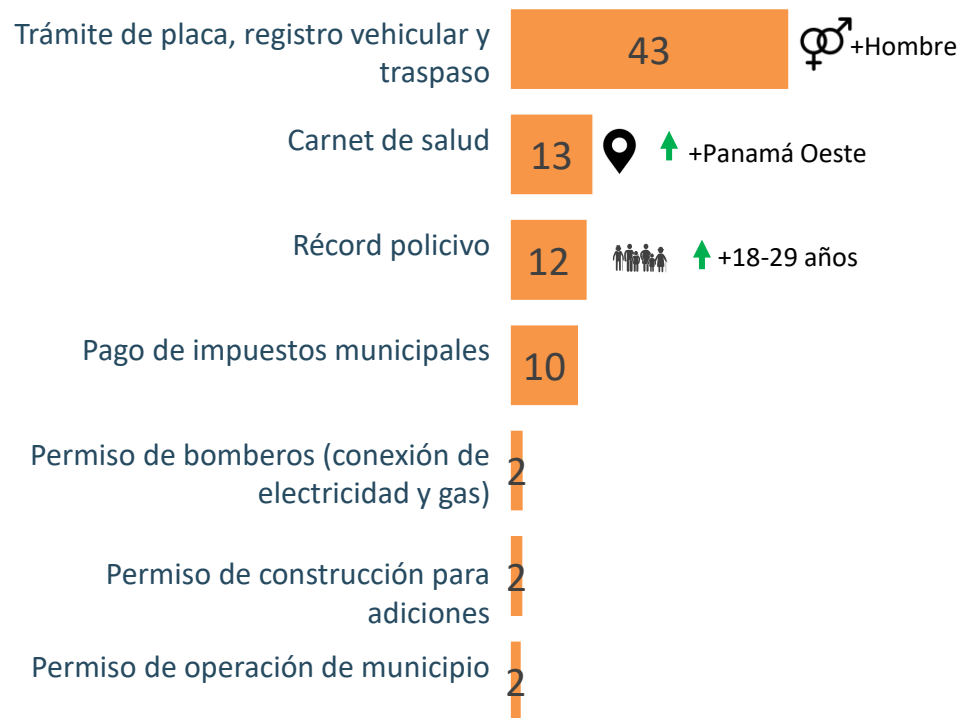 Trámite de placa, registro vehicular y
traspaso
43
+Hombre
Carnet de salud
13
+Panamá Oeste
Récord policivo
12
+18-29 años
Pago de impuestos municipales
10
Permiso de bomberos (conexión de
electricidad y gas)
2
Permiso de construcción para
adiciones
2
Permiso de operación de municipio
2